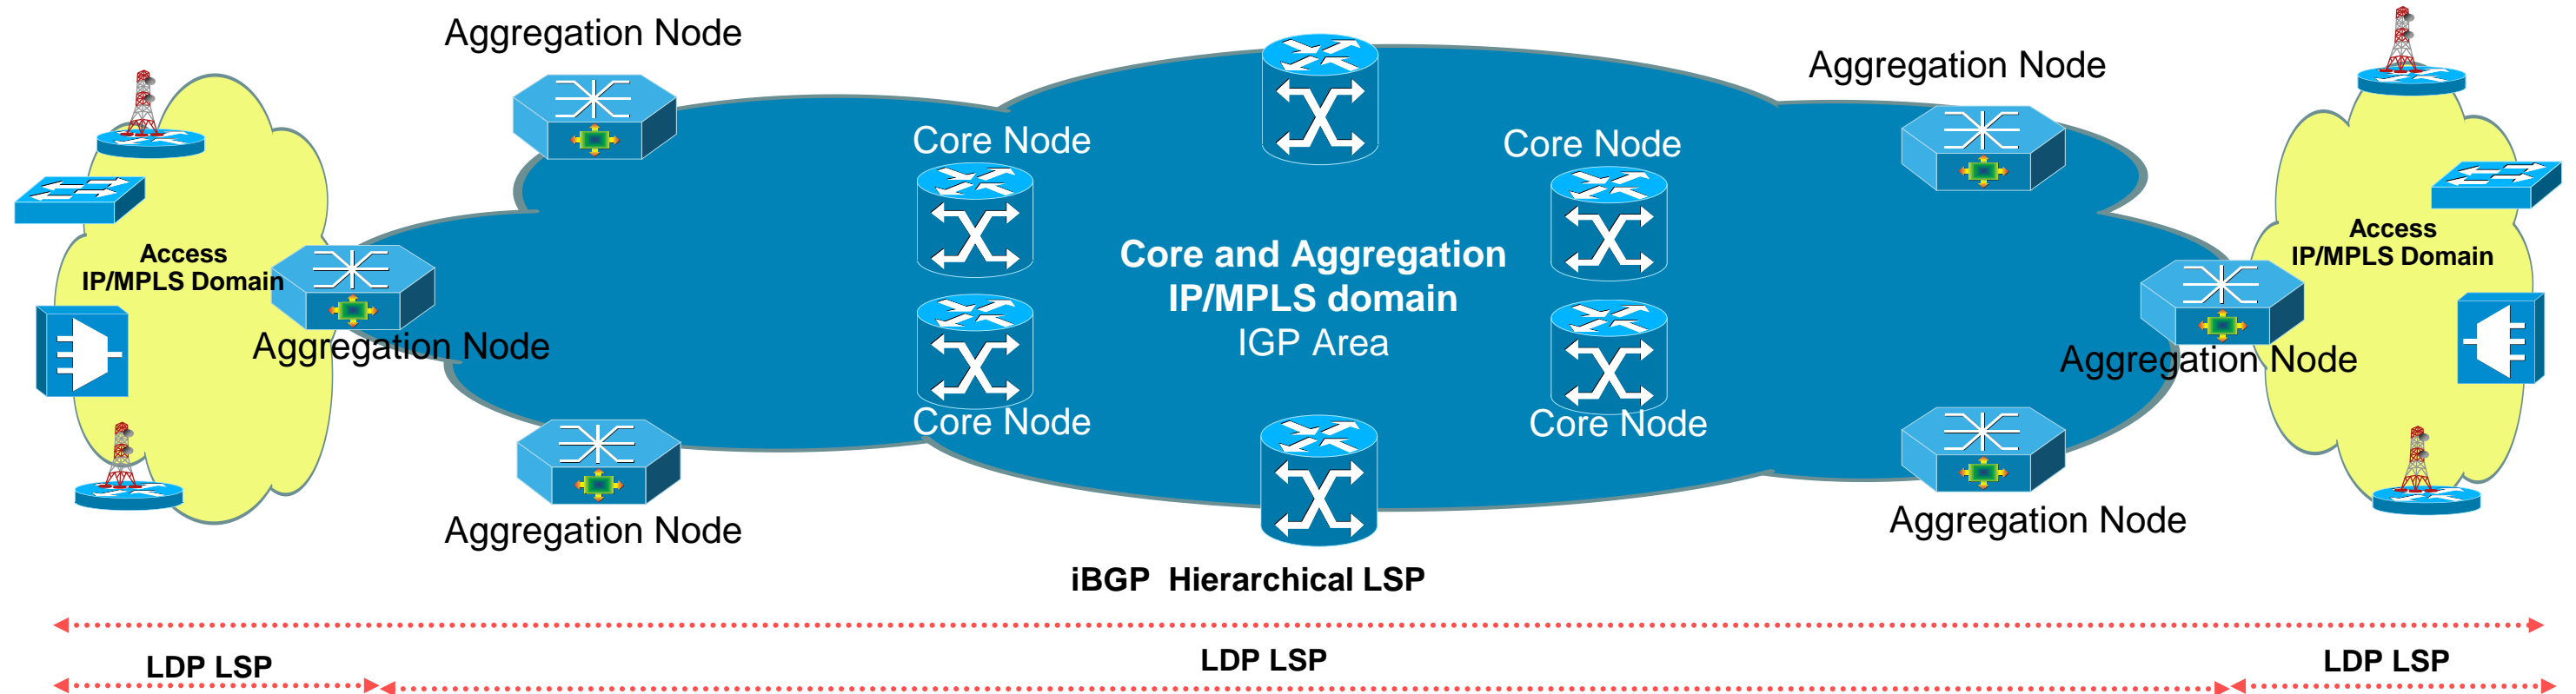 Aggregation Node
Aggregation Node
Core Node
Core Node
Access
IP/MPLS Domain
Core and Aggregation
IP/MPLS domain
IGP Area
Access
IP/MPLS Domain
Aggregation Node
Aggregation Node
Core Node
Core Node
Aggregation Node
Aggregation Node
iBGP  Hierarchical LSP
LDP LSP
LDP LSP
LDP LSP